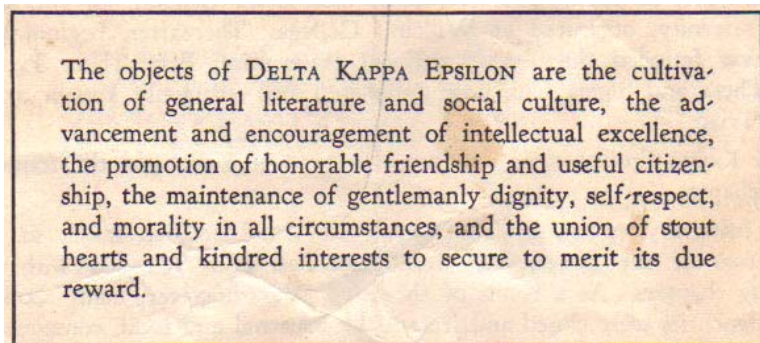 The objects of DELTA KAPPA EPSILON are the cultiva-
tion of general literature and social culture, the ad-
vancement and encouragement of intellectual excellence,
the promotion of honorable friendship and useful citizen-
ship, the maintenance of gentlemanly dignity, self-respect,
and morality in all circumstances, and the union of stout
hearts and kindred interests to secure to merit its due
reward.